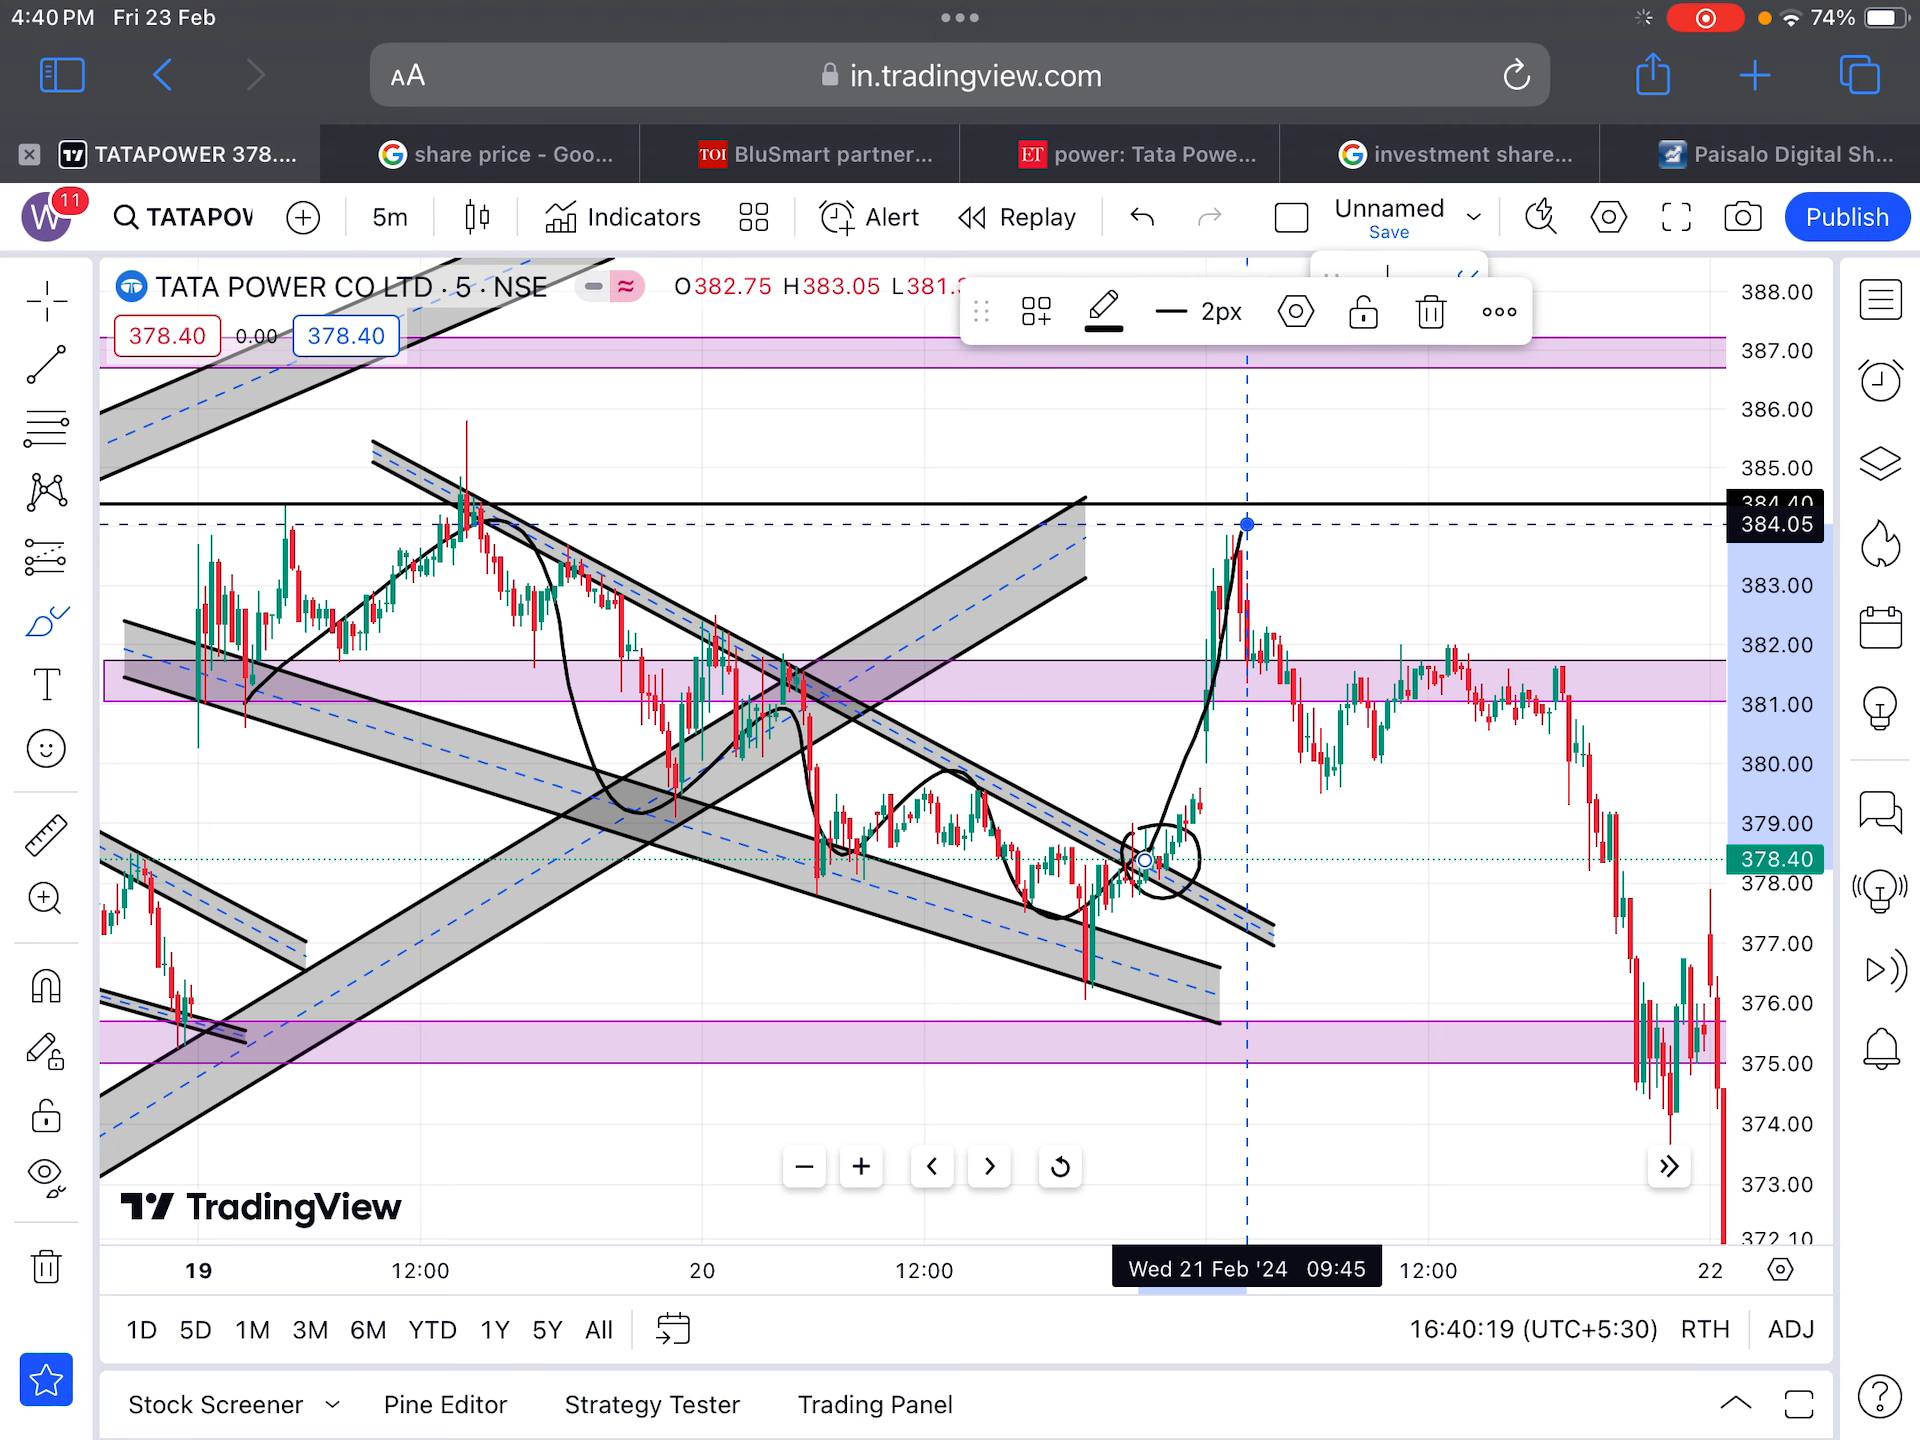 4:40 PM Fri 23 Feb
74%
AA in.tradingview.com
TATAPOWER 378.... share price - Goo... TOI BluSmart partner... ET power: Tata Powe... investment share... Paisalo Digital Sh...
W 11 TATAPOW 5m Indicators Alert Replay Unnamed Save Publish
TATA POWER CO LTD · 5 · NSE O382.75 H383.05 L381.
378.40 0.00 378.40
2px
388.00
387.00
386.00
385.00
384.40
384.05
383.00
382.00
381.00
380.00
379.00
378.40
378.00
377.00
376.00
375.00
374.00
373.00
372.10
TradingView
19 12:00 20 12:00 Wed 21 Feb '24 09:45 12:00 22
1D 5D 1M 3M 6M YTD 1Y 5Y All 16:40:19 (UTC+5:30) RTH ADJ
Stock Screener Pine Editor Strategy Tester Trading Panel